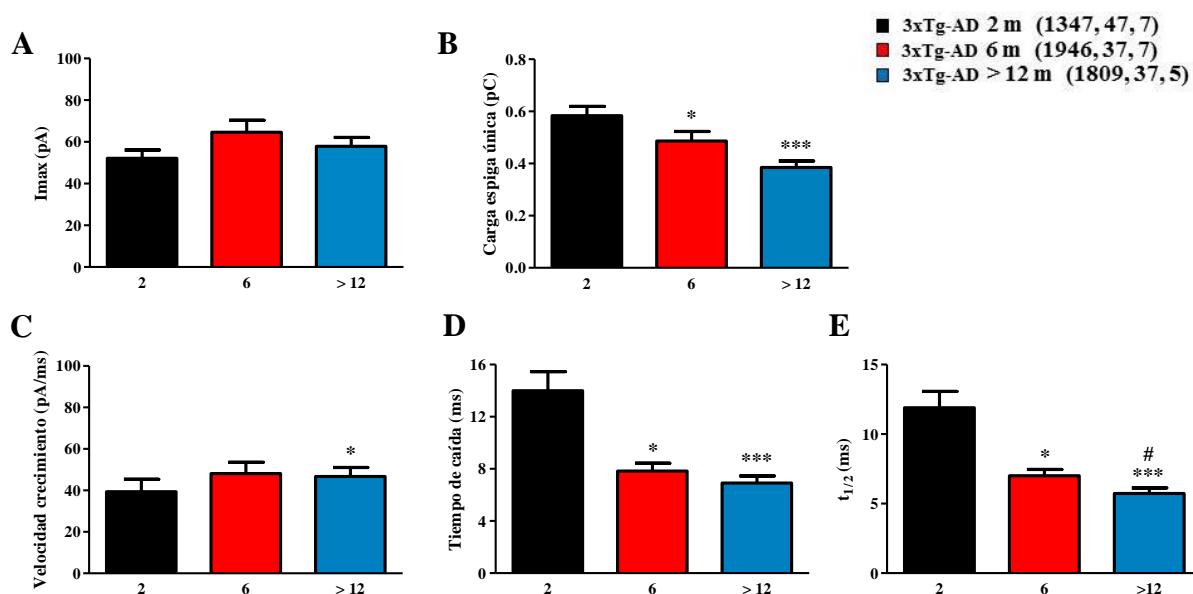 3xTg-AD 2 m (1347, 47, 7)
3xTg-AD 6 m (1946, 37, 7)
3xTg-AD > 12 m (1809, 37, 5)
A
Imax (pA)
100
80
60
40
20
0
2 6 > 12
B
Carga espiga única (pC)
0.8
0.6
0.4
0.2
0.0
*
***
2 6 > 12
C
Velocidad crecimiento (pA/ms)
100
80
60
40
20
0
*
2 6 > 12
D
Tiempo de caída (ms)
16
12
8
4
0
*
***
2 6 > 12
E
t1/2 (ms)
15
10
5
0
*
#
***
2 6 >12